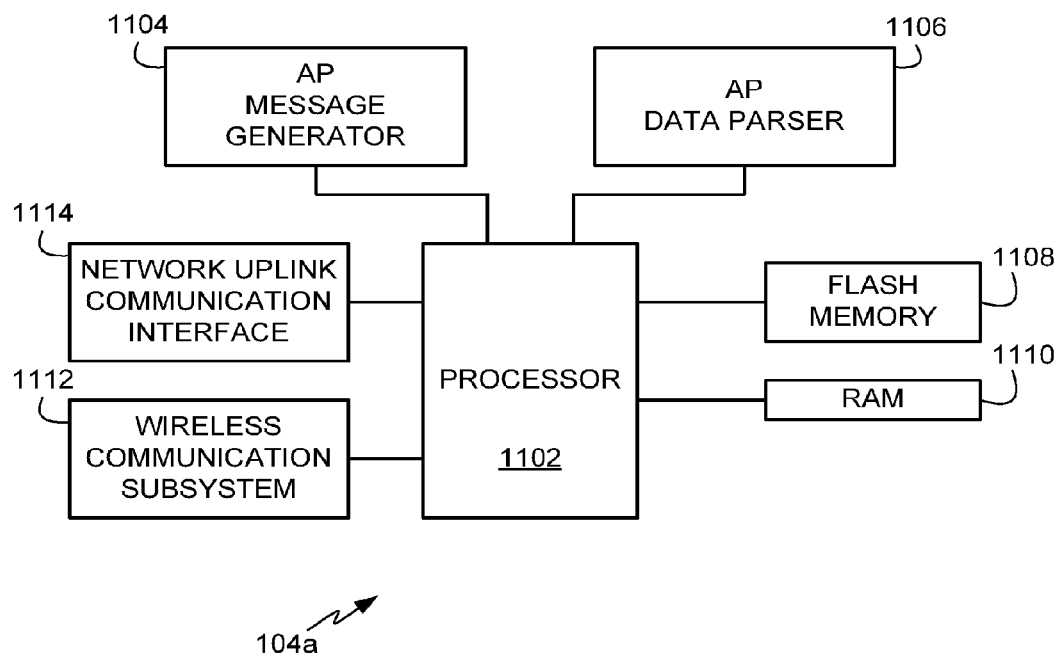 1104
AP
MESSAGE
GENERATOR
1106
AP
DATA PARSER
1114
NETWORK UPLINK
COMMUNICATION
INTERFACE
1108
FLASH
MEMORY
1112
WIRELESS
COMMUNICATION
SUBSYSTEM
PROCESSOR
1102
1110
RAM
104a